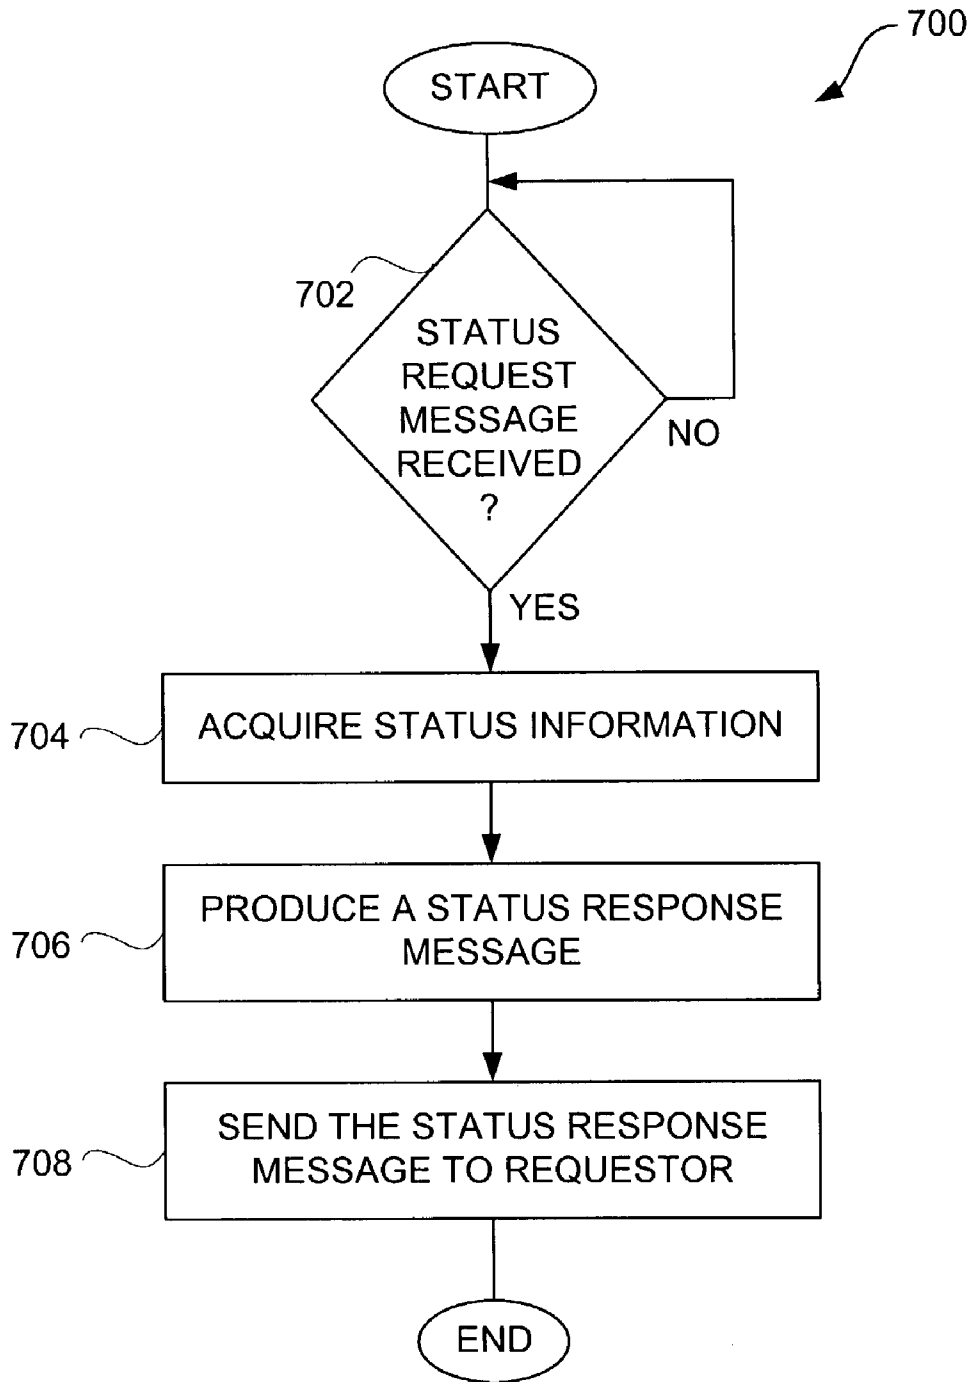 700
START
702
STATUS
REQUEST
MESSAGE
RECEIVED
?
NO
YES
704
ACQUIRE STATUS INFORMATION
706
PRODUCE A STATUS RESPONSE
MESSAGE
708
SEND THE STATUS RESPONSE
MESSAGE TO REQUESTOR
END